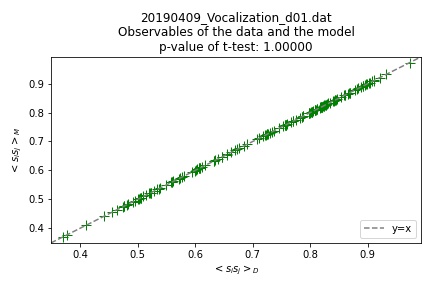 20190409_Vocalization_d01.dat
Observables of the data and the model
p-value of t-test: 1.00000
< s_i s_j >_M
0.9
0.8
0.7
0.6
0.5
0.4
y=x
0.4 0.5 0.6 0.7 0.8 0.9
< s_i s_j >_D